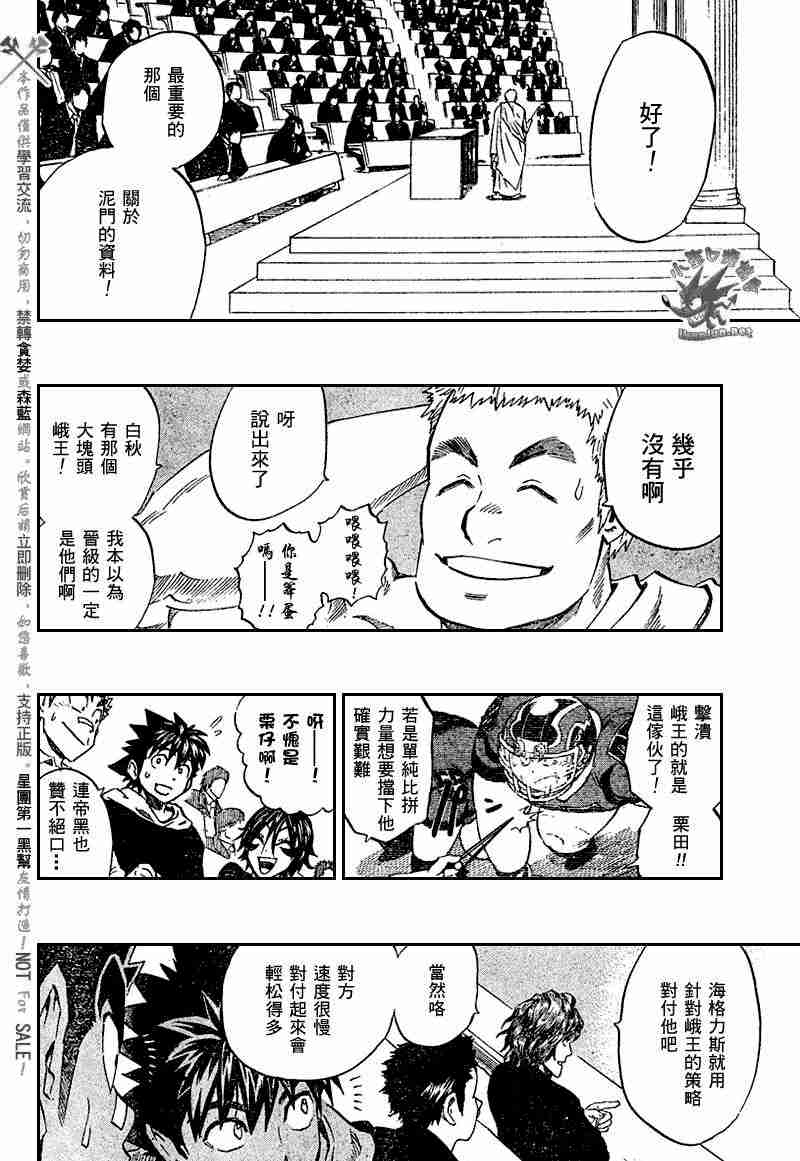 好了！
最重要的
那個
關於
泥門的資料！
幾乎
沒有啊
呀
說出來了
喂喂喂喂！
你是笨蛋
嗎——!!
白秋
有那個
大塊頭
峨王！
我本以為
晉級的一定
是他們啊
擊潰
峨王的就是
這傢伙了！
栗田!!
若是單純比拼
力量想要擋下他
確實艱難
呀——！
不愧是
栗仔啊！
連帝黑也
贊不絕口…
海格力斯就用
針對峨王的策略
對付他吧
當然咯
對方
速度很慢
對付起來會
輕松得多
本作品僅供學習交流，切勿商用，禁轉貪婪或森藍網站。欣賞后請立即刪除，如您喜歡，支持正版。星團第一黑幫友情打造！NOT For SALE！